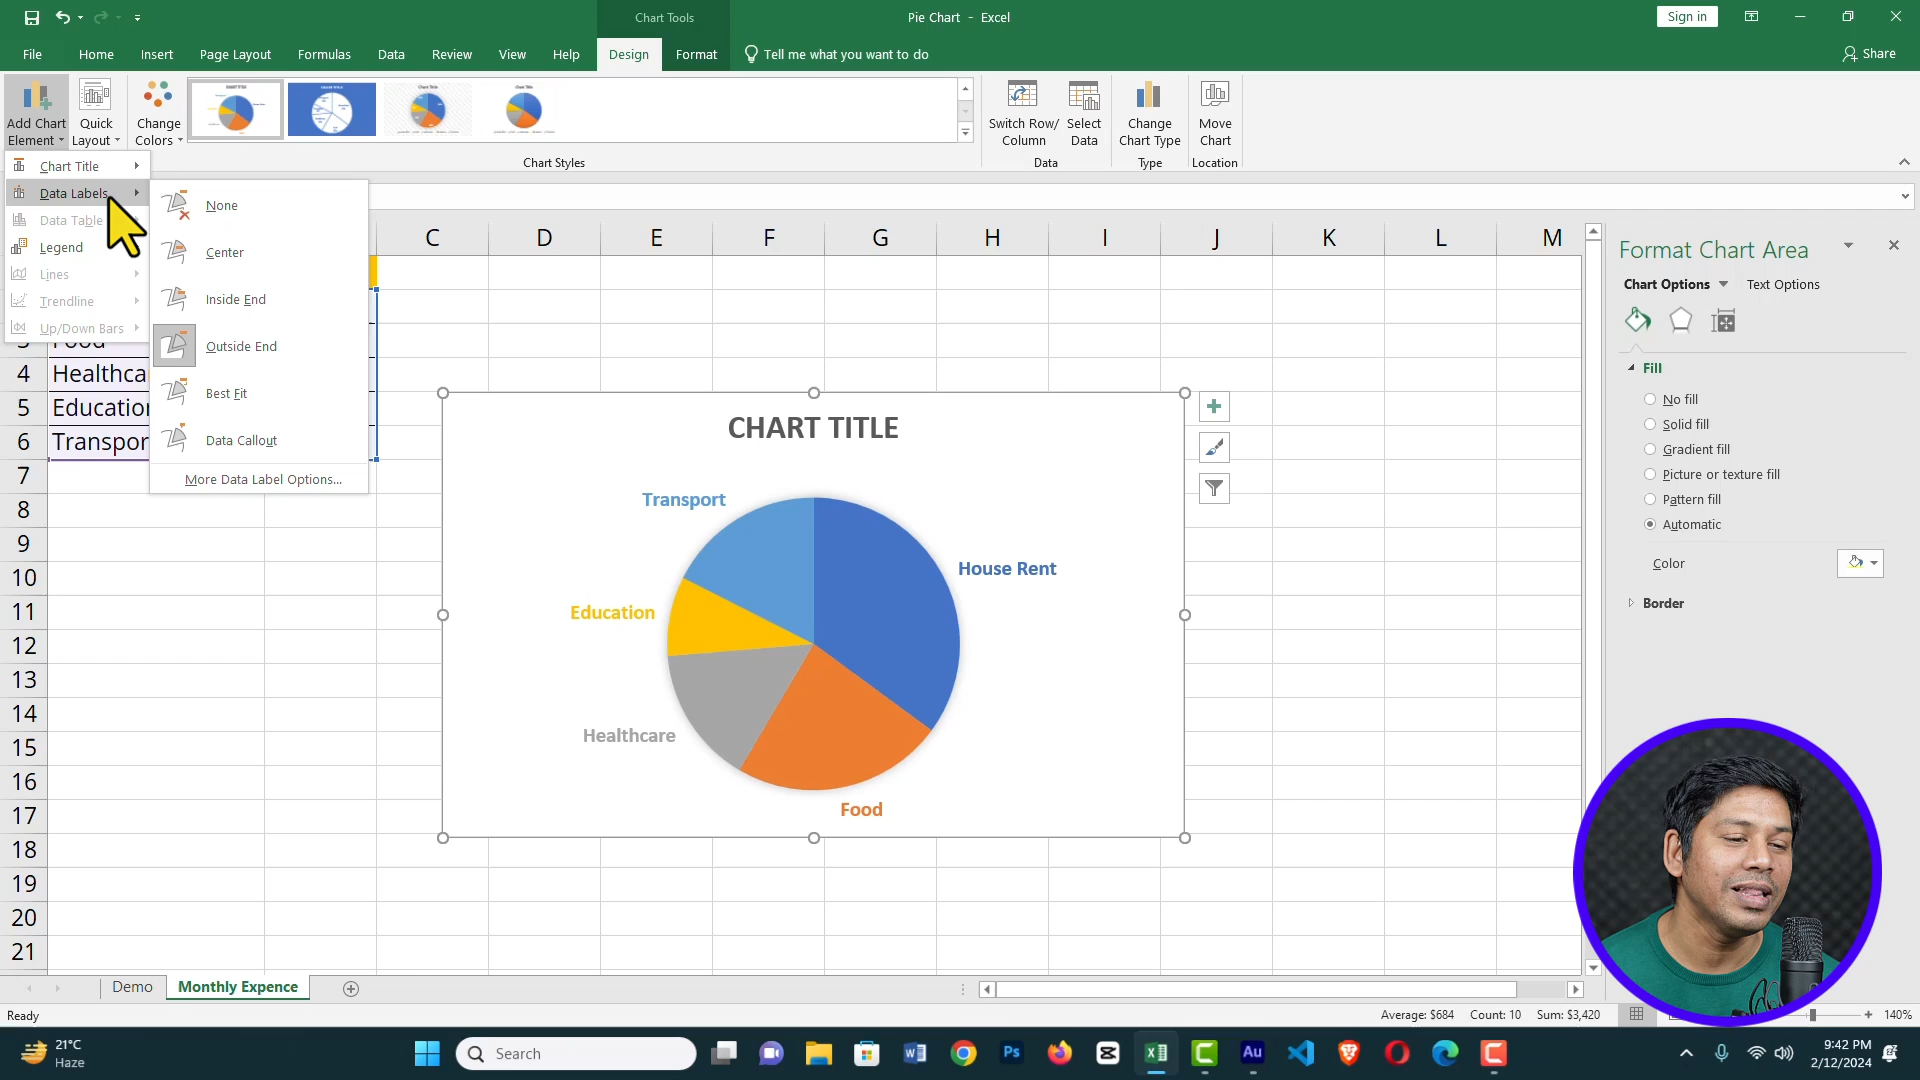 Chart Tools
Pie Chart - Excel
Sign in
File
Home
Insert
Page Layout
Formulas
Data
Review
View
Help
Design
Format
Tell me what you want to do
Share
Add Chart
Element
Quick
Layout
Change
Colors
Chart Styles
Switch Row/
Column
Select
Data
Data
Change
Chart Type
Type
Move
Chart
Location
Chart Title
Data Labels
Data Table
Legend
Lines
Trendline
Up/Down Bars
None
Center
Inside End
Outside End
Best Fit
Data Callout
More Data Label Options...
C D E F G H I J K L M
Food
4 Healthca
5 Education
6 Transpor
7
8
9
10
11
12
13
14
15
16
17
18
19
20
21
CHART TITLE
Transport
House Rent
Education
Healthcare
Food
Format Chart Area
Chart Options
Text Options
Fill
No fill
Solid fill
Gradient fill
Picture or texture fill
Pattern fill
Automatic
Color
Border
Demo
Monthly Expence
Ready
Average: $684 Count: 10 Sum: $3,420
140%
21°C
Haze
Search
Ps
Au
9:42 PM
2/12/2024